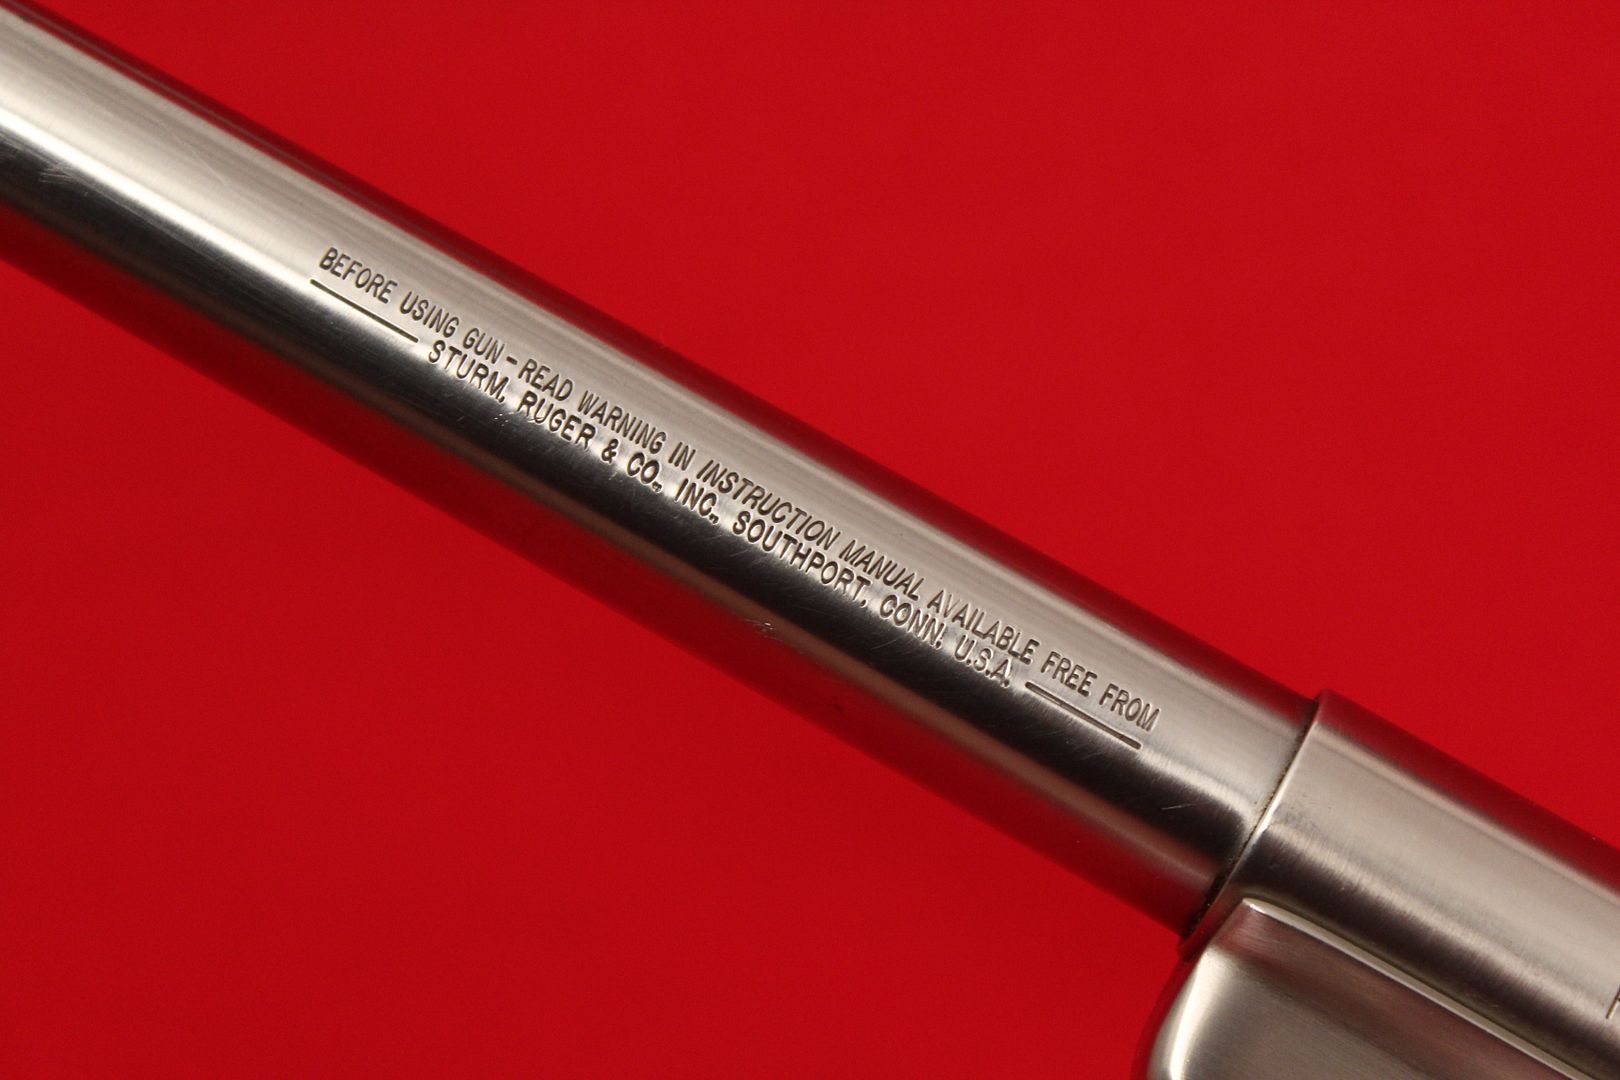 BEFORE USING GUN - READ WARNING IN INSTRUCTION MANUAL AVAILABLE FREE FROM
STURM, RUGER & CO., INC., SOUTHPORT, CONN. U.S.A.